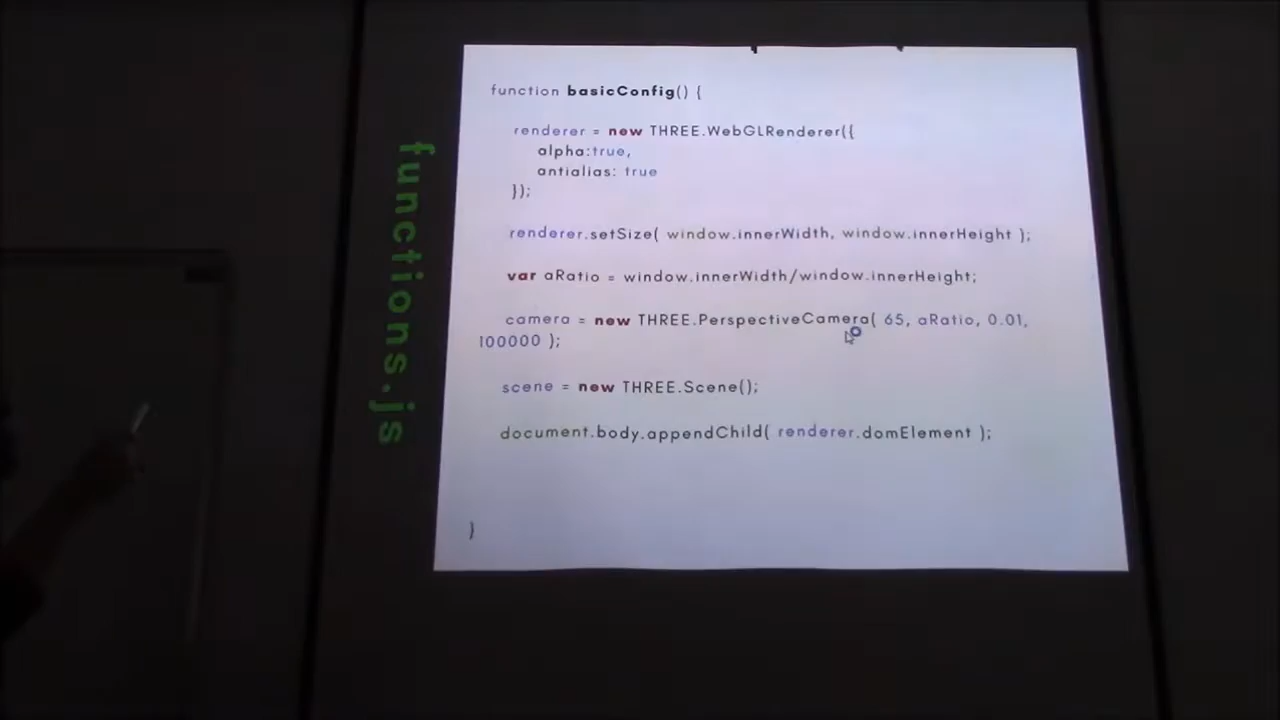 functions.js
function basicConfig() {
renderer = new THREE.WebGLRenderer({
alpha:true,
antialias: true
});
renderer.setSize( window.innerWidth, window.innerHeight );
var aRatio = window.innerWidth/window.innerHeight;
camera = new THREE.PerspectiveCamera( 65, aRatio, 0.01,
100000 );
scene = new THREE.Scene();
document.body.appendChild( renderer.domElement );
}